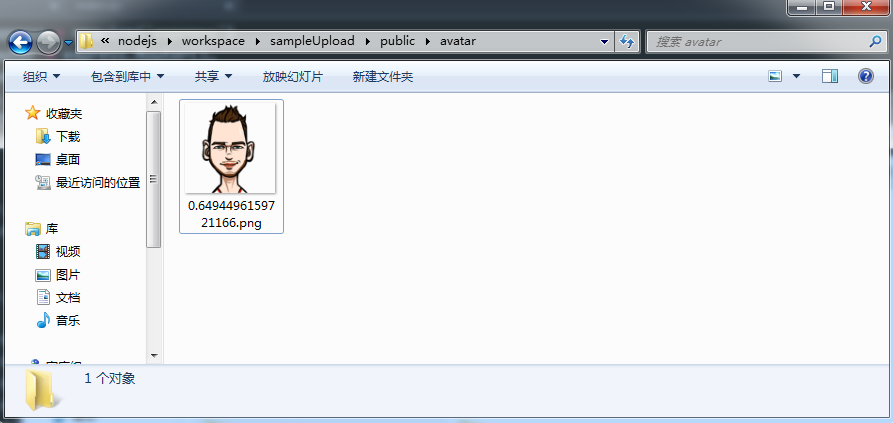 « nodejs workspace sampleUpload public avatar
搜索 avatar
组织 包含到库中 共享 放映幻灯片 新建文件夹
收藏夹
下载
桌面
最近访问的位置
库
视频
图片
文档
音乐
0.64944961597
21166.png
1 个对象